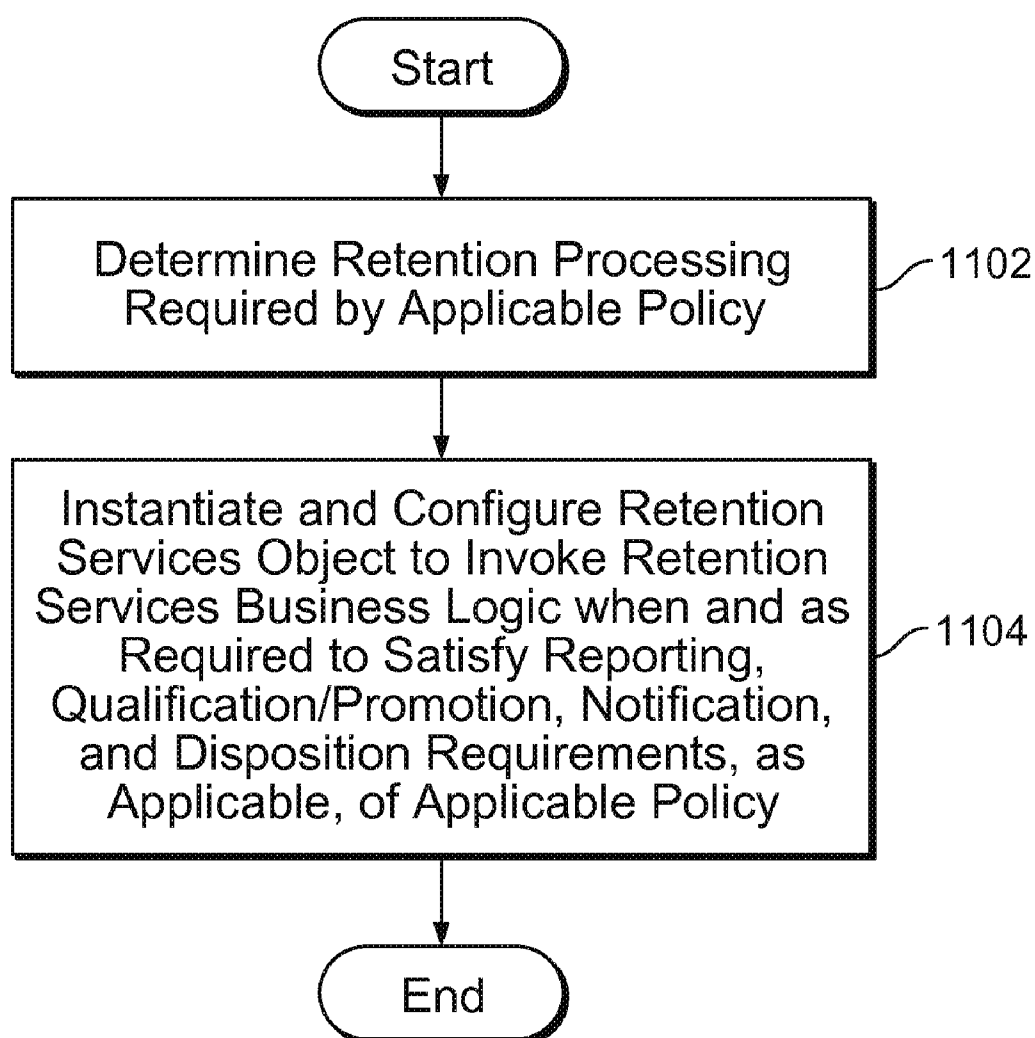 Start
Determine Retention Processing
Required by Applicable Policy
1102
Instantiate and Configure Retention
Services Object to Invoke Retention
Services Business Logic when and as
Required to Satisfy Reporting,
Qualification/Promotion, Notification,
and Disposition Requirements, as
Applicable, of Applicable Policy
1104
End